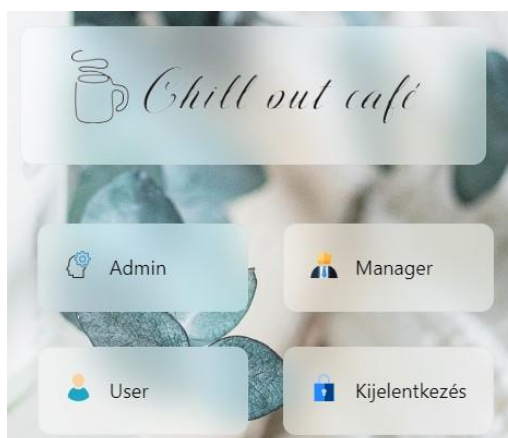 Chill out café
Admin
Manager
User
Kijelentkezés